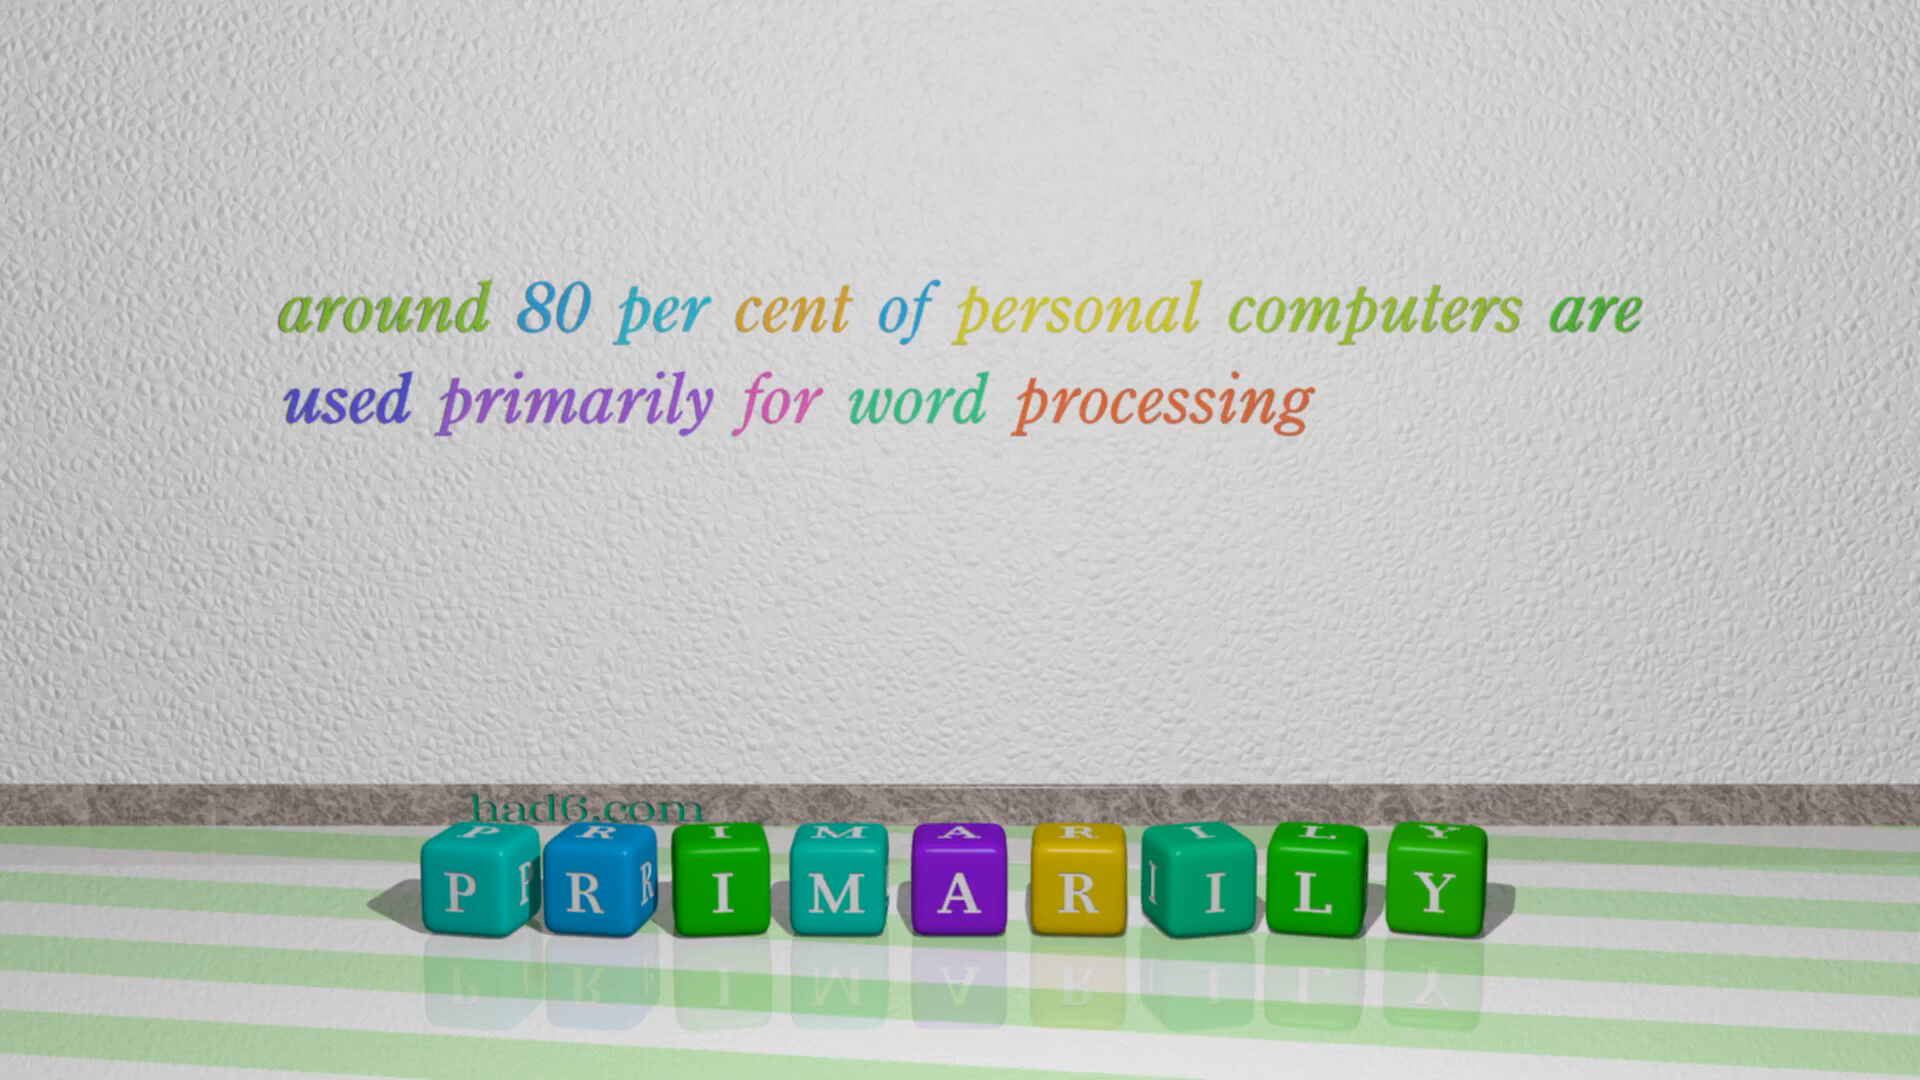 around 80 per cent of personal computers are
used primarily for word processing
had6.com
PRIMARILY